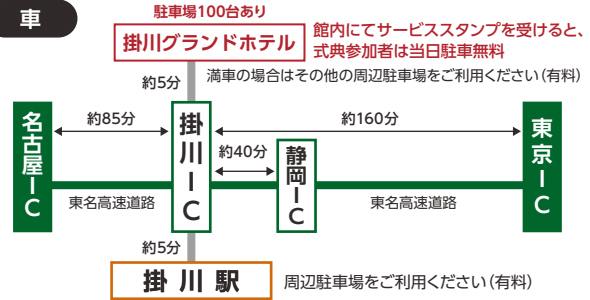 車
駐車場100台あり
掛川グランドホテル
館内にてサービススタンプを受けると、
式典参加者は当日駐車無料
約5分
満車の場合はその他の周辺駐車場をご利用ください（有料）
名古屋IC
約85分
掛川IC
約160分
東京IC
約40分
静岡IC
東名高速道路
東名高速道路
約5分
掛川駅
周辺駐車場をご利用ください（有料）